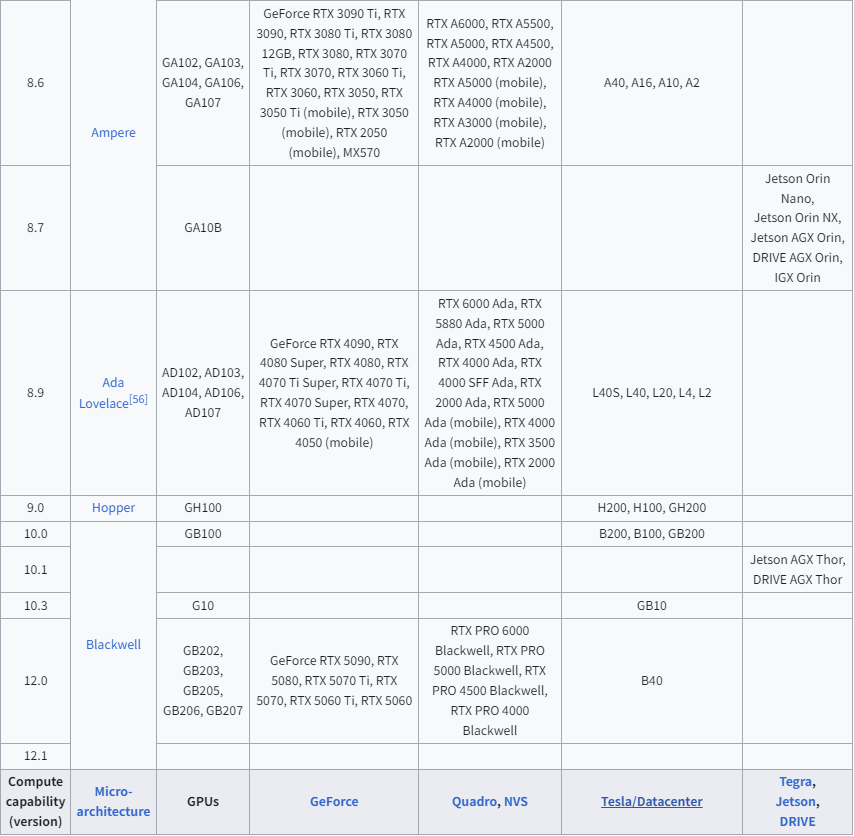 8.6
Ampere
GA102, GA103,
GA104, GA106,
GA107
GeForce RTX 3090 Ti, RTX
3090, RTX 3080 Ti, RTX 3080
12GB, RTX 3080, RTX 3070
Ti, RTX 3070, RTX 3060 Ti,
RTX 3060, RTX 3050, RTX
3050 Ti (mobile), RTX 3050
(mobile), RTX 2050
(mobile), MX570
RTX A6000, RTX A5500,
RTX A5000, RTX A4500,
RTX A4000, RTX A2000
RTX A5000 (mobile),
RTX A4000 (mobile),
RTX A3000 (mobile),
RTX A2000 (mobile)
A40, A16, A10, A2
8.7
GA10B
Jetson Orin
Nano,
Jetson Orin NX,
Jetson AGX Orin,
DRIVE AGX Orin,
IGX Orin
8.9
Ada
Lovelace[56]
AD102, AD103,
AD104, AD106,
AD107
GeForce RTX 4090, RTX
4080 Super, RTX 4080, RTX
4070 Ti Super, RTX 4070 Ti,
RTX 4070 Super, RTX 4070,
RTX 4060 Ti, RTX 4060, RTX
4050 (mobile)
RTX 6000 Ada, RTX
5880 Ada, RTX 5000
Ada, RTX 4500 Ada,
RTX 4000 Ada, RTX
4000 SFF Ada, RTX
2000 Ada, RTX 5000
Ada (mobile), RTX 4000
Ada (mobile), RTX 3500
Ada (mobile), RTX 2000
Ada (mobile)
L40S, L40, L20, L4, L2
9.0
Hopper
GH100
H200, H100, GH200
10.0
Blackwell
GB100
B200, B100, GB200
10.1
Jetson AGX Thor,
DRIVE AGX Thor
10.3
G10
GB10
12.0
GB202,
GB203,
GB205,
GB206, GB207
GeForce RTX 5090, RTX
5080, RTX 5070 Ti, RTX
5070, RTX 5060 Ti, RTX 5060
RTX PRO 6000
Blackwell, RTX PRO
5000 Blackwell, RTX
PRO 4500 Blackwell,
RTX PRO 4000
Blackwell
B40
12.1
Compute
capability
(version)
Micro-
architecture
GPUs
GeForce
Quadro, NVS
Tesla/Datacenter
Tegra,
Jetson,
DRIVE